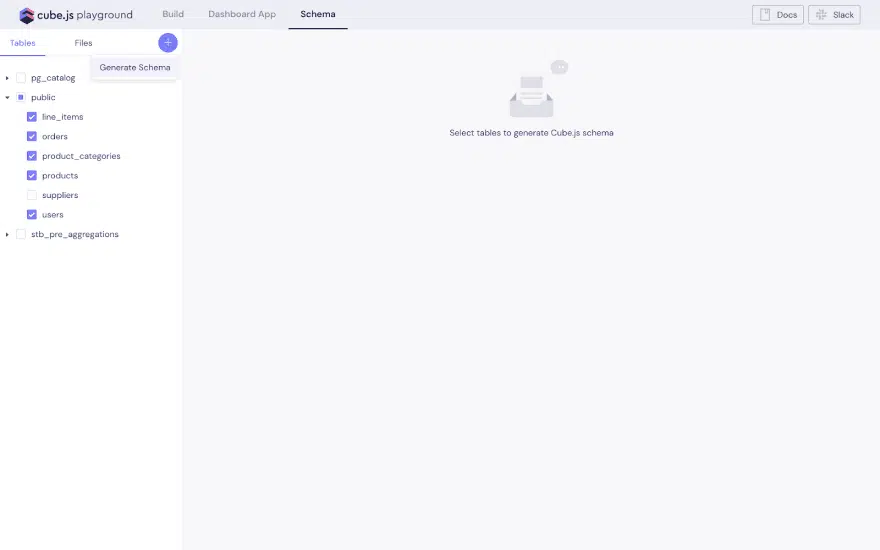 cube.js playground
Build
Dashboard App
Schema
Docs
Slack
Tables
Files
Generate Schema
pg_catalog
public
line_items
orders
product_categories
products
suppliers
users
stb_pre_aggregations
Select tables to generate Cube.js schema